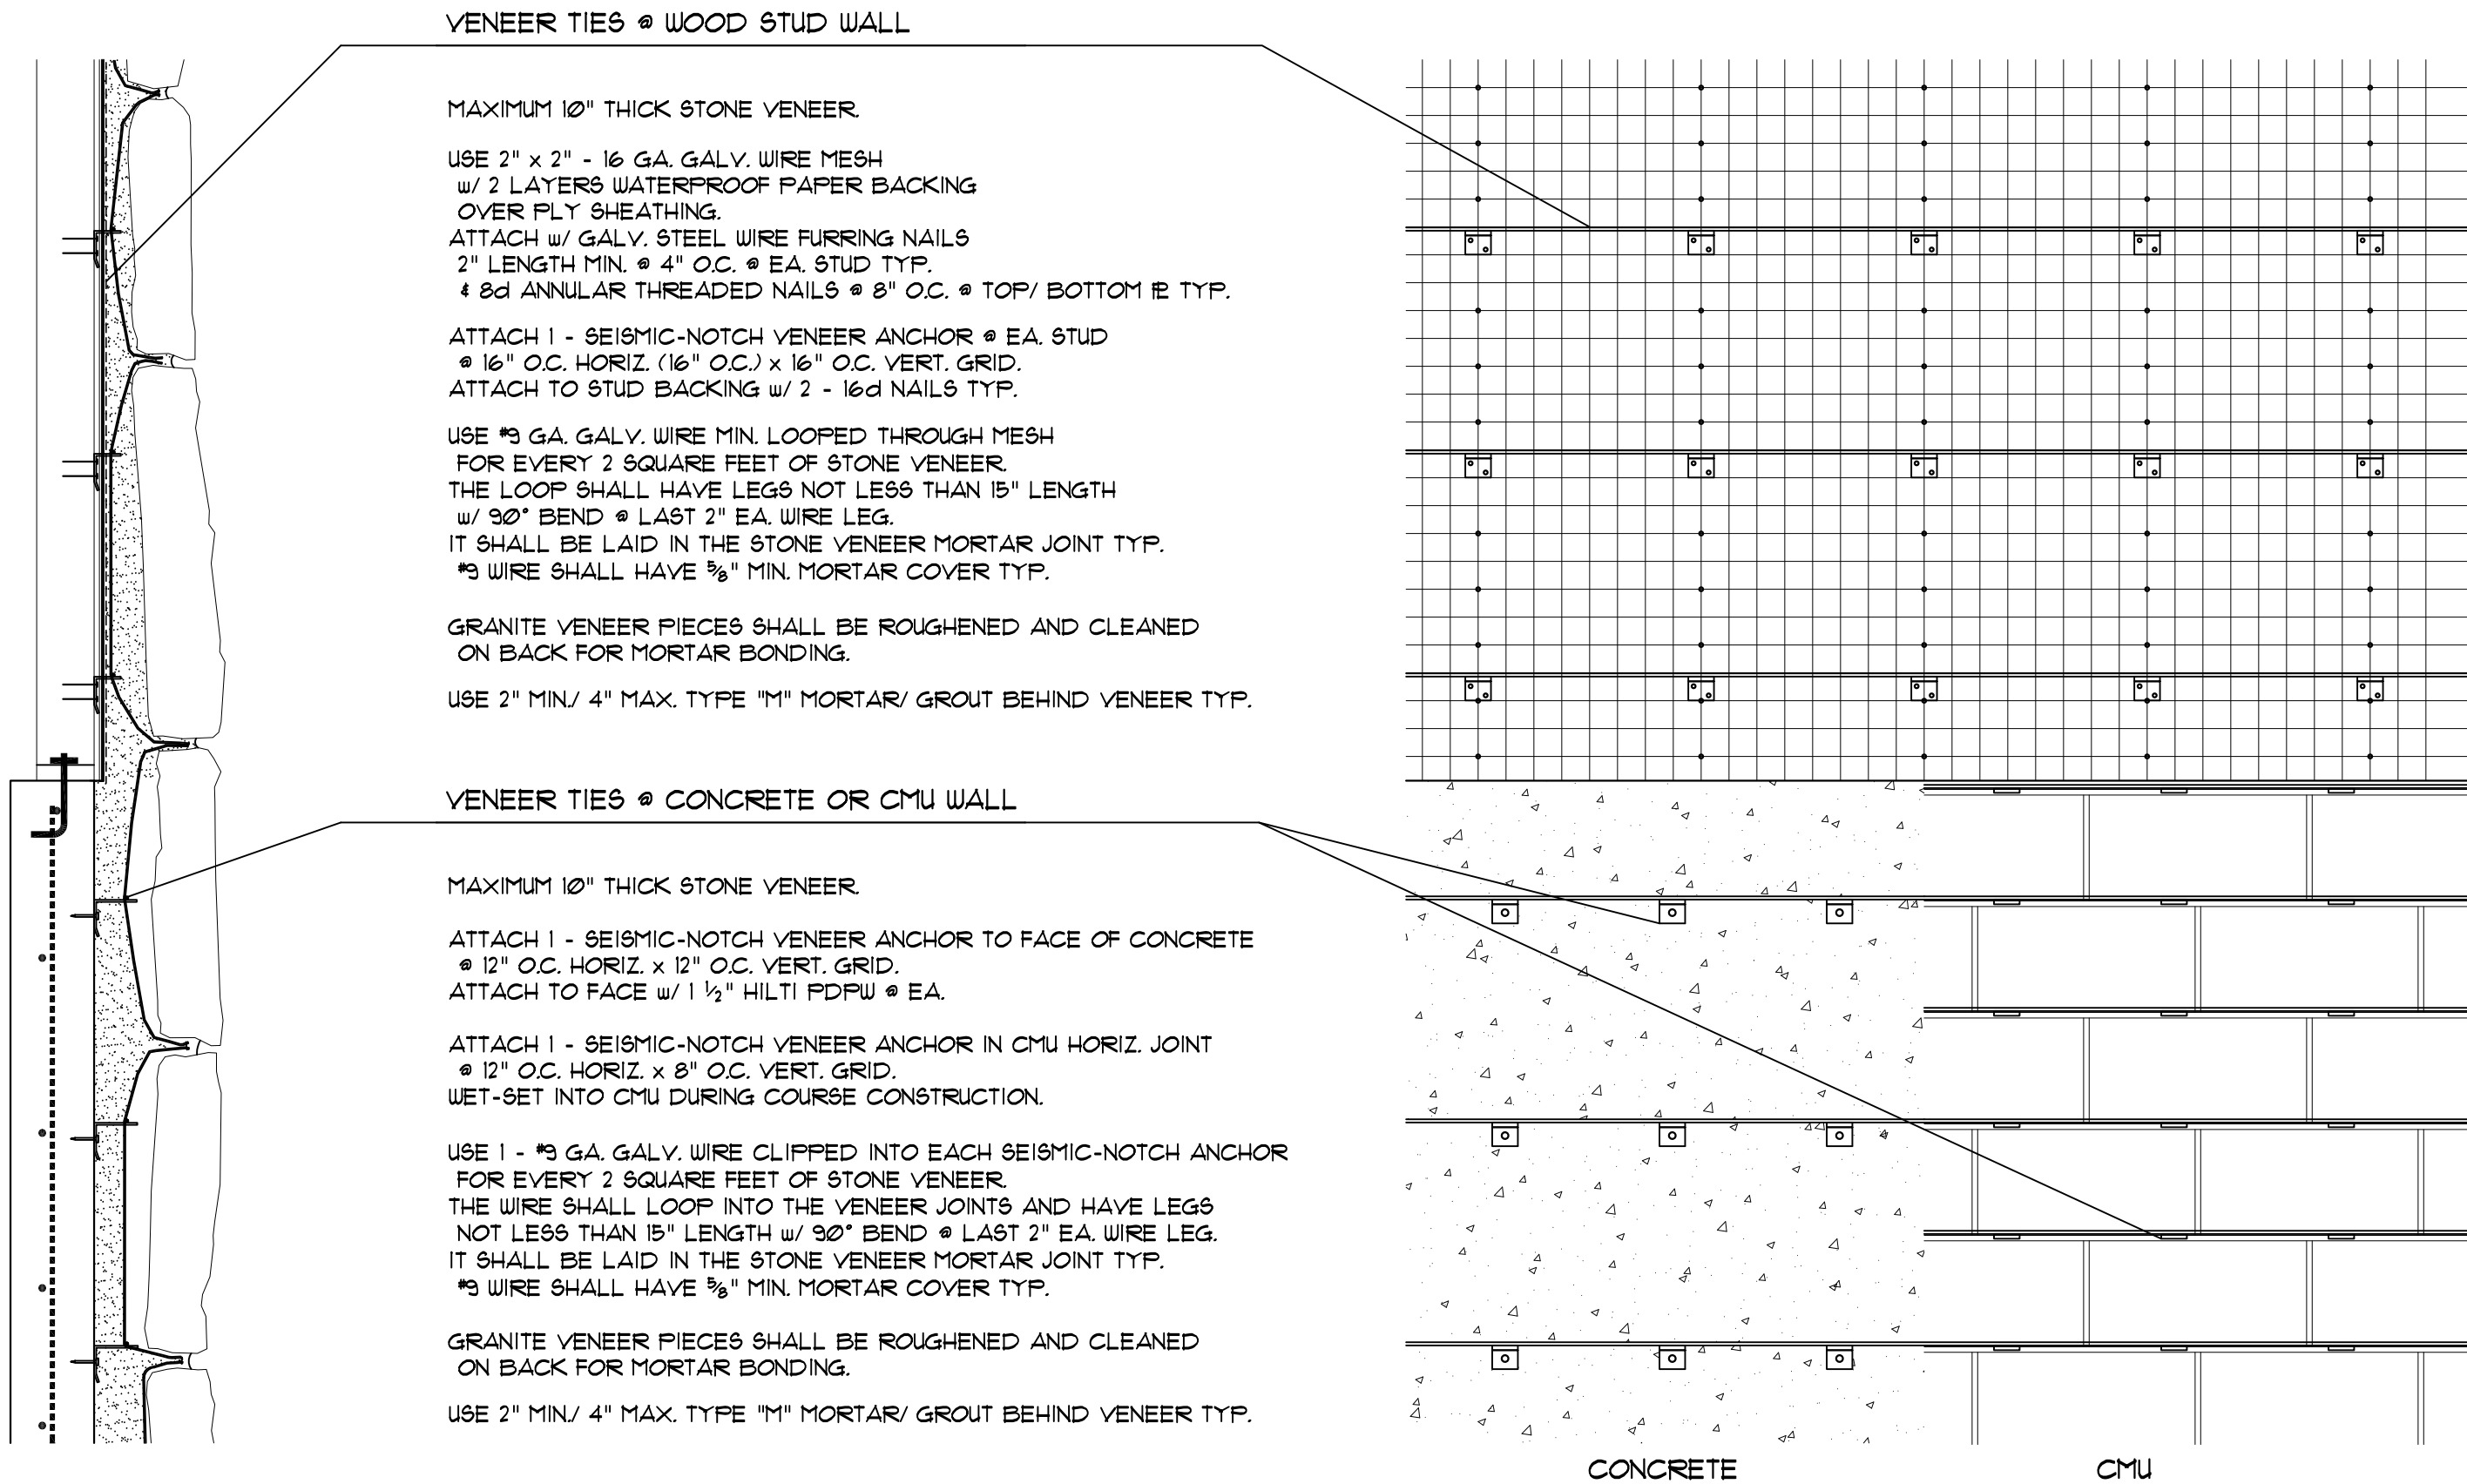 VENEER TIES @ WOOD STUD WALL
MAXIMUM 10" THICK STONE VENEER.
USE 2" x 2" - 16 GA. GALV. WIRE MESH
w/ 2 LAYERS WATERPROOF PAPER BACKING
OVER PLY SHEATHING.
ATTACH w/ GALV. STEEL WIRE FURRING NAILS
2" LENGTH MIN. @ 4" O.C. @ EA. STUD TYP.
& 8d ANNULAR THREADED NAILS @ 8" O.C. @ TOP/ BOTTOM PL TYP.
ATTACH 1 - SEISMIC-NOTCH VENEER ANCHOR @ EA. STUD
@ 16" O.C. HORIZ. (16" O.C.) x 16" O.C. VERT. GRID.
ATTACH TO STUD BACKING w/ 2 - 16d NAILS TYP.
USE #9 GA. GALV. WIRE MIN. LOOPED THROUGH MESH
FOR EVERY 2 SQUARE FEET OF STONE VENEER.
THE LOOP SHALL HAVE LEGS NOT LESS THAN 15" LENGTH
w/ 90° BEND @ LAST 2" EA. WIRE LEG.
IT SHALL BE LAID IN THE STONE VENEER MORTAR JOINT TYP.
#9 WIRE SHALL HAVE 5/8" MIN. MORTAR COVER TYP.
GRANITE VENEER PIECES SHALL BE ROUGHENED AND CLEANED
ON BACK FOR MORTAR BONDING.
USE 2" MIN./ 4" MAX. TYPE "M" MORTAR/ GROUT BEHIND VENEER TYP.
VENEER TIES @ CONCRETE OR CMU WALL
MAXIMUM 10" THICK STONE VENEER.
ATTACH 1 - SEISMIC-NOTCH VENEER ANCHOR TO FACE OF CONCRETE
@ 12" O.C. HORIZ. x 12" O.C. VERT. GRID.
ATTACH TO FACE w/ 1 1/2" HILTI PDPW @ EA.
ATTACH 1 - SEISMIC-NOTCH VENEER ANCHOR IN CMU HORIZ. JOINT
@ 12" O.C. HORIZ. x 8" O.C. VERT. GRID.
WET-SET INTO CMU DURING COURSE CONSTRUCTION.
USE 1 - #9 GA. GALV. WIRE CLIPPED INTO EACH SEISMIC-NOTCH ANCHOR
FOR EVERY 2 SQUARE FEET OF STONE VENEER.
THE WIRE SHALL LOOP INTO THE VENEER JOINTS AND HAVE LEGS
NOT LESS THAN 15" LENGTH w/ 90° BEND @ LAST 2" EA. WIRE LEG.
IT SHALL BE LAID IN THE STONE VENEER MORTAR JOINT TYP.
#9 WIRE SHALL HAVE 5/8" MIN. MORTAR COVER TYP.
GRANITE VENEER PIECES SHALL BE ROUGHENED AND CLEANED
ON BACK FOR MORTAR BONDING.
USE 2" MIN./ 4" MAX. TYPE "M" MORTAR/ GROUT BEHIND VENEER TYP.
CONCRETE
CMU